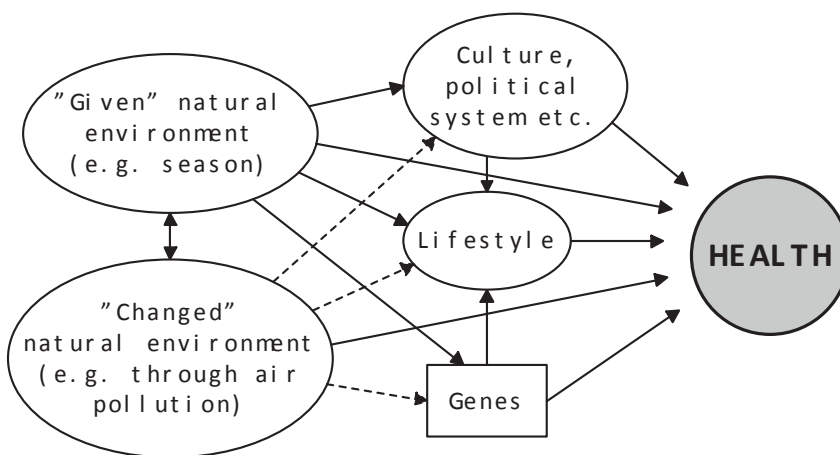 "Given" natural
environment
(e.g. season)
Culture,
political
system etc.
Lifestyle
HEALTH
"Changed"
natural environment
(e.g. through air
pollution)
Genes